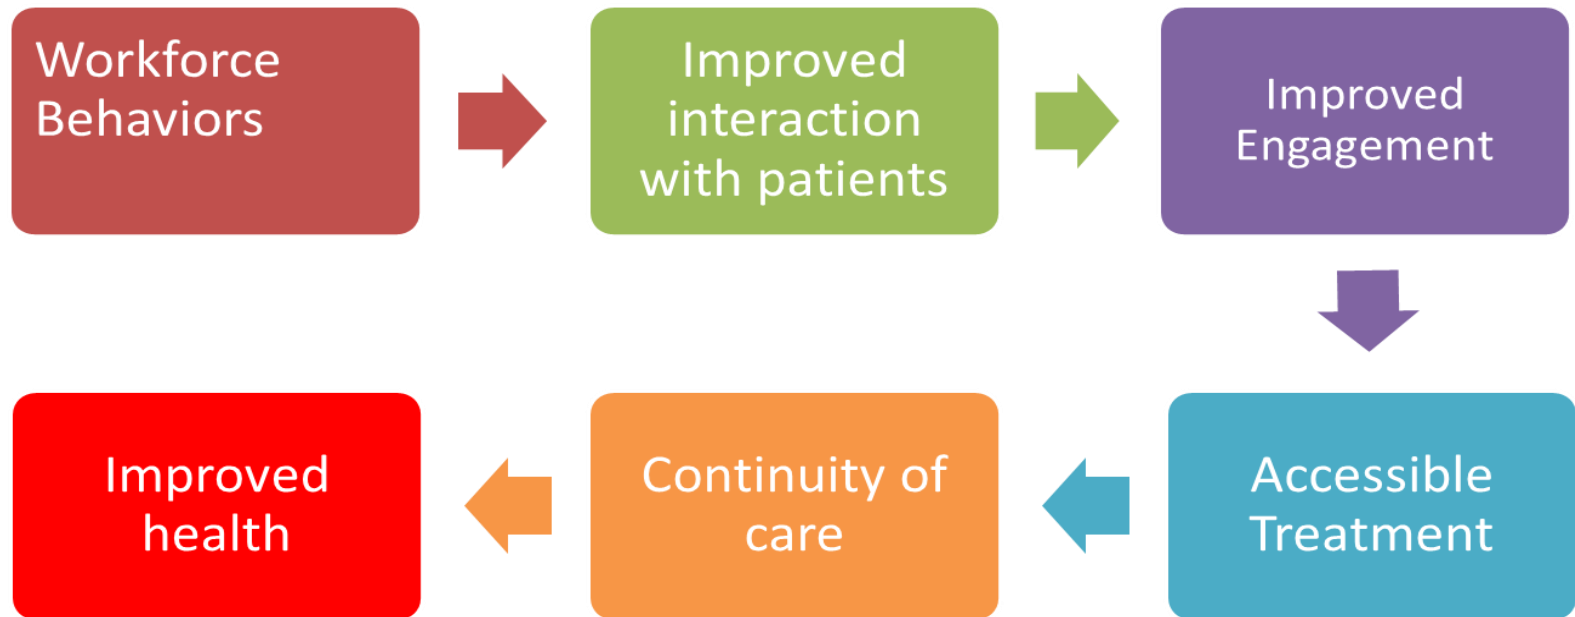 Workforce
Behaviors
Improved
interaction
with patients
Improved
Engagement
Accessible
Treatment
Continuity of
care
Improved
health